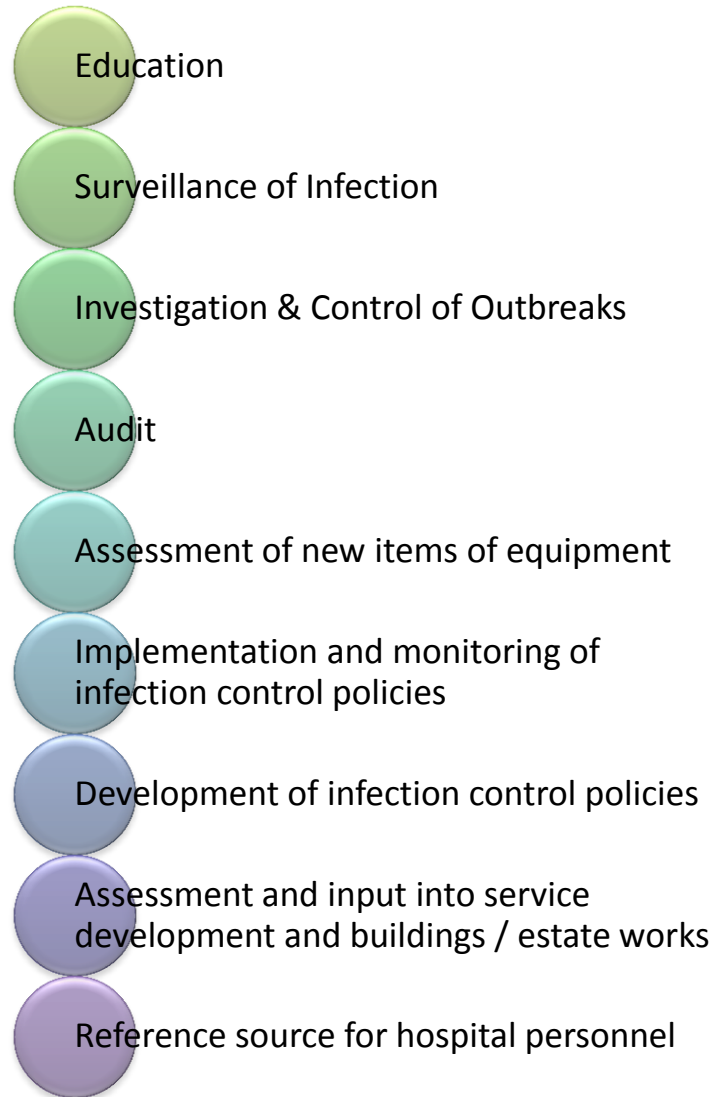 Education
Surveillance of Infection
Investigation & Control of Outbreaks
Audit
Assessment of new items of equipment
Implementation and monitoring of
infection control policies
Development of infection control policies
Assessment and input into service
development and buildings / estate works
Reference source for hospital personnel